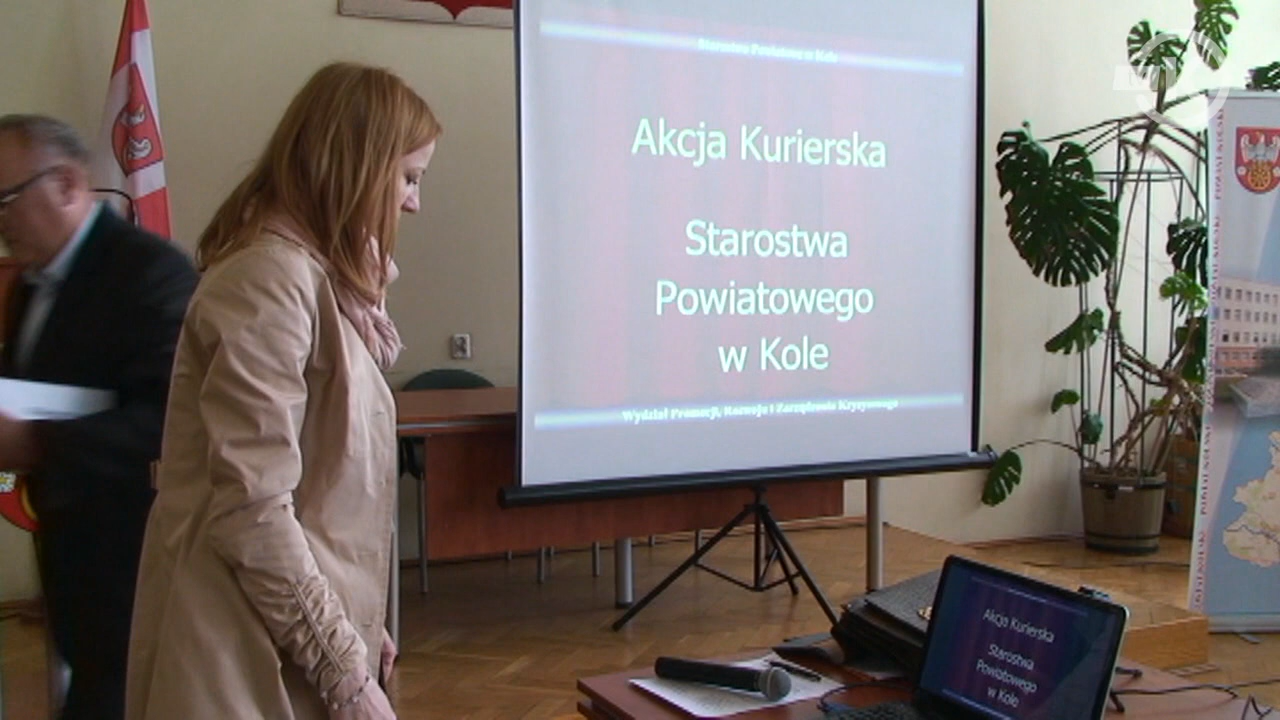 Starostwo Powiatowe w Kole
Akcja Kurierska
Starostwa
Powiatowego
w Kole
Wydział Promocji, Rozwoju i Zarządzania Kryzysowego
Akcja Kurierska
Starostwa
Powiatowego
w Kole